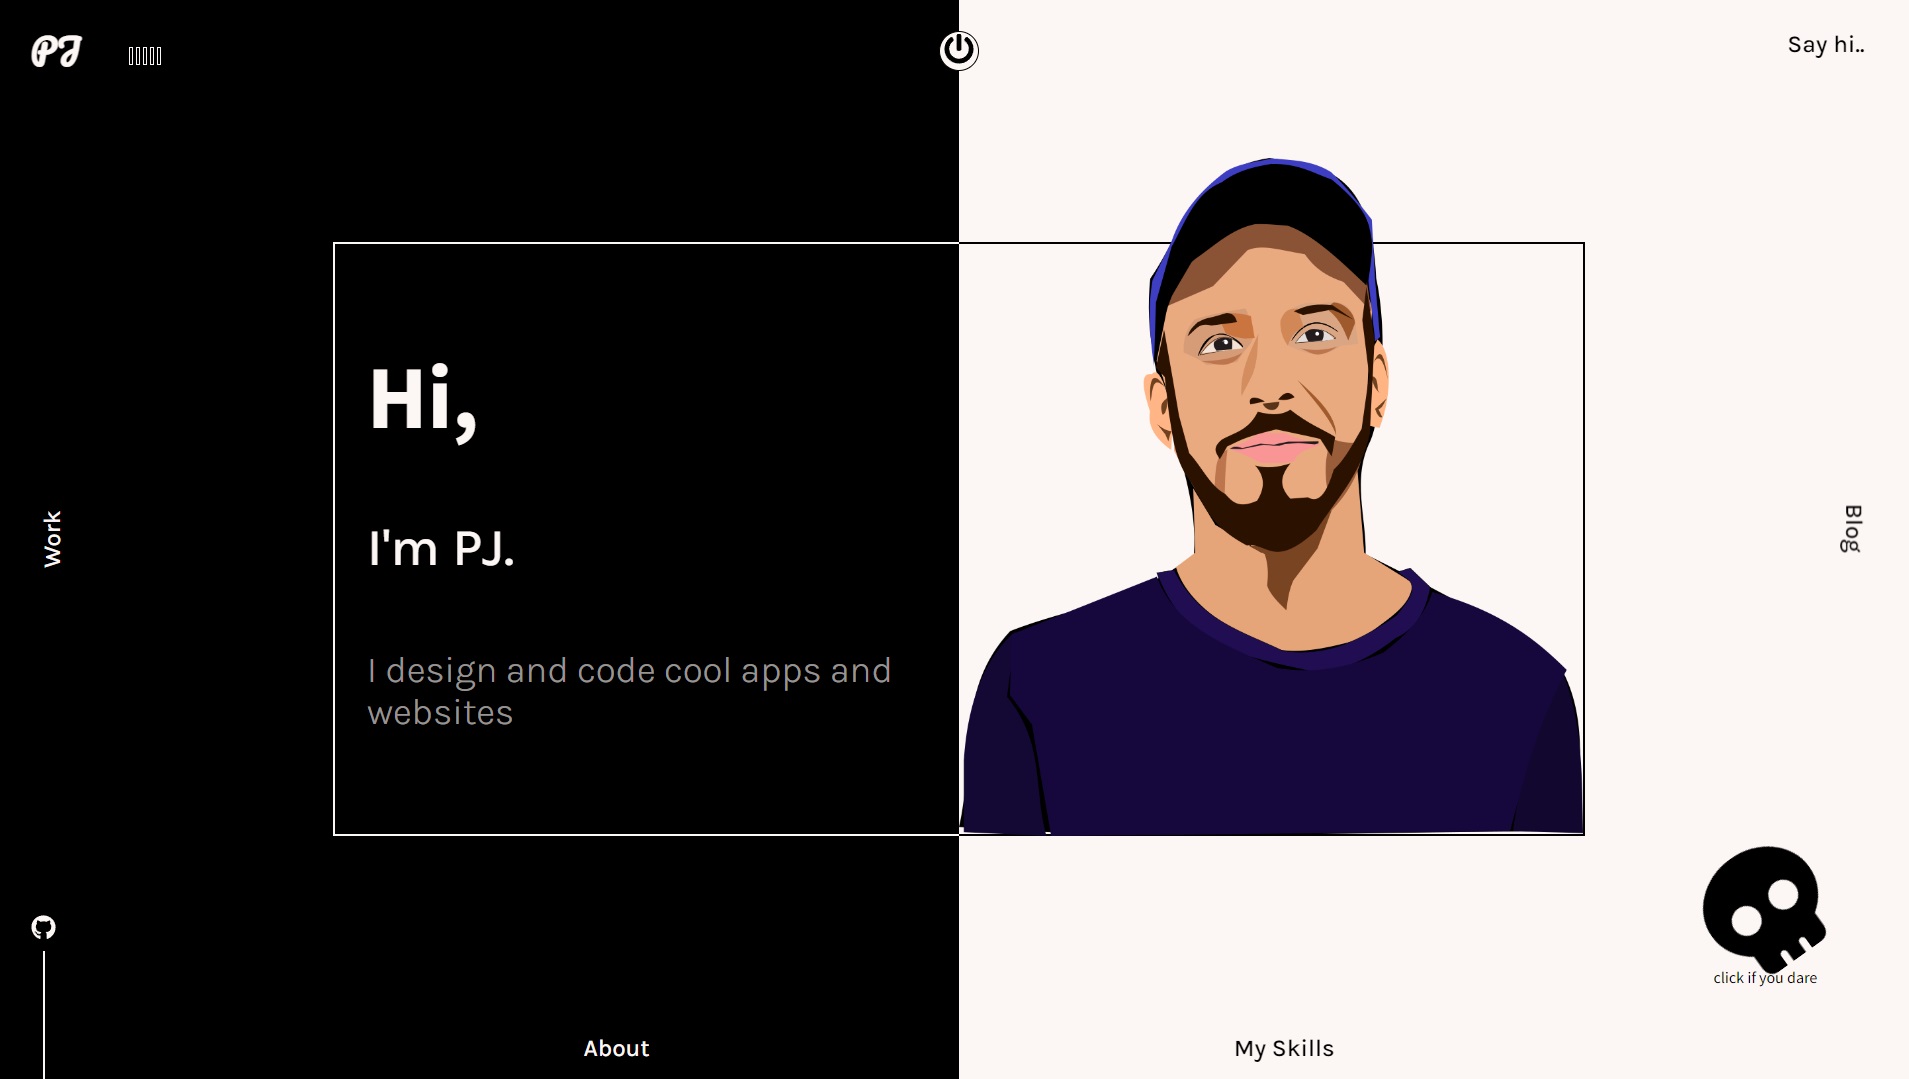 PJ
Say hi..
Hi,
I'm PJ.
I design and code cool apps and
websites
Work
Blog
click if you dare
About
My Skills